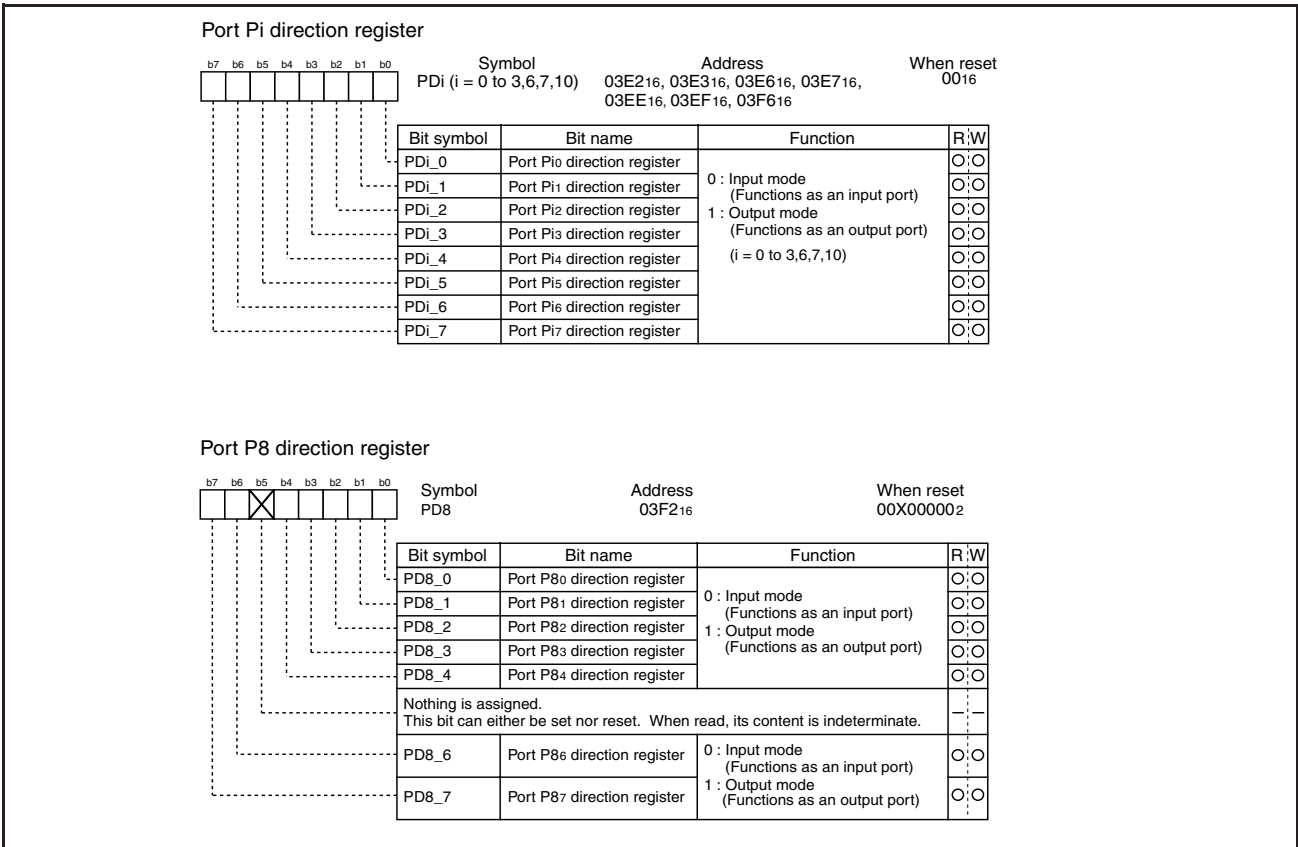 Port Pi direction register
b7 b6 b5 b4 b3 b2 b1 b0
Symbol Address When reset
PDi (i = 0 to 3,6,7,10) 03E216, 03E316, 03E616, 03E716, 0016
03EE16, 03EF16, 03F616
Bit symbol Bit name Function R W
PDi_0 Port Pi0 direction register
PDi_1 Port Pi1 direction register
PDi_2 Port Pi2 direction register
PDi_3 Port Pi3 direction register
PDi_4 Port Pi4 direction register
PDi_5 Port Pi5 direction register
PDi_6 Port Pi6 direction register
PDi_7 Port Pi7 direction register
0 : Input mode
(Functions as an input port)
1 : Output mode
(Functions as an output port)
(i = 0 to 3,6,7,10)
Port P8 direction register
b7 b6 b5 b4 b3 b2 b1 b0
Symbol Address When reset
PD8 03F216 00X000002
Bit symbol Bit name Function R W
PD8_0 Port P80 direction register
PD8_1 Port P81 direction register
PD8_2 Port P82 direction register
PD8_3 Port P83 direction register
PD8_4 Port P84 direction register
0 : Input mode
(Functions as an input port)
1 : Output mode
(Functions as an output port)
Nothing is assigned.
This bit can either be set nor reset. When read, its content is indeterminate.
PD8_6 Port P86 direction register
PD8_7 Port P87 direction register
0 : Input mode
(Functions as an input port)
1 : Output mode
(Functions as an output port)